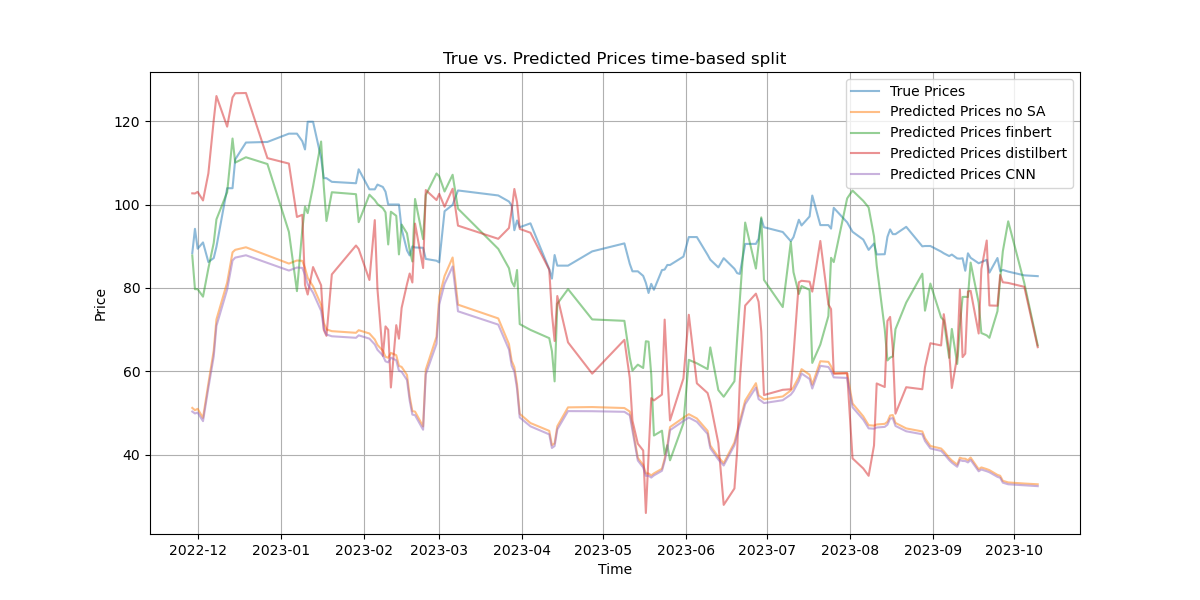 True vs. Predicted Prices time-based split
True Prices
Predicted Prices no SA
Predicted Prices finbert
Predicted Prices distilbert
Predicted Prices CNN
Price
120
100
80
60
40
2022-12 2023-01 2023-02 2023-03 2023-04 2023-05 2023-06 2023-07 2023-08 2023-09 2023-10
Time